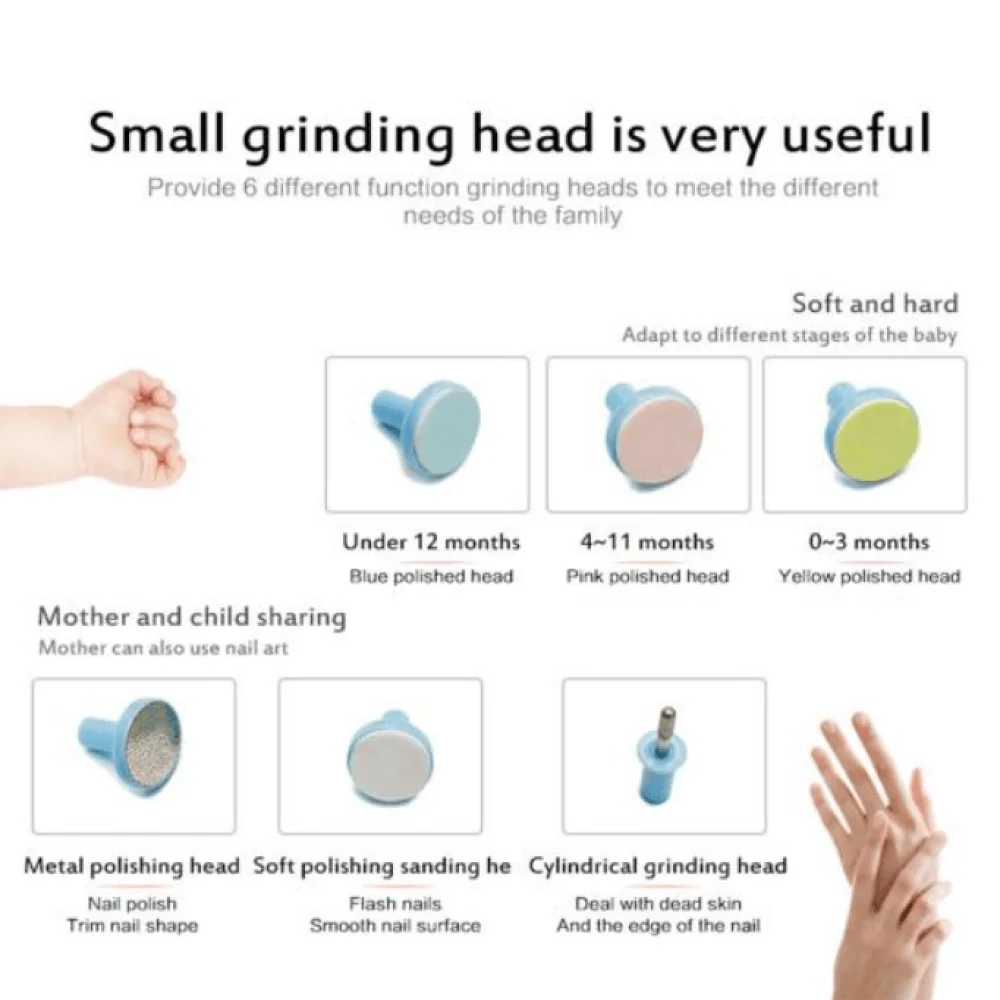 Small grinding head is very useful
Provide 6 different function grinding heads to meet the different
needs of the family
Soft and hard
Adapt to different stages of the baby
Under 12 months
Blue polished head
4~11 months
Pink polished head
0~3 months
Yellow polished head
Mother and child sharing
Mother can also use nail art
Metal polishing head
Nail polish
Trim nail shape
Soft polishing sanding he
Flash nails
Smooth nail surface
Cylindrical grinding head
Deal with dead skin
And the edge of the nail